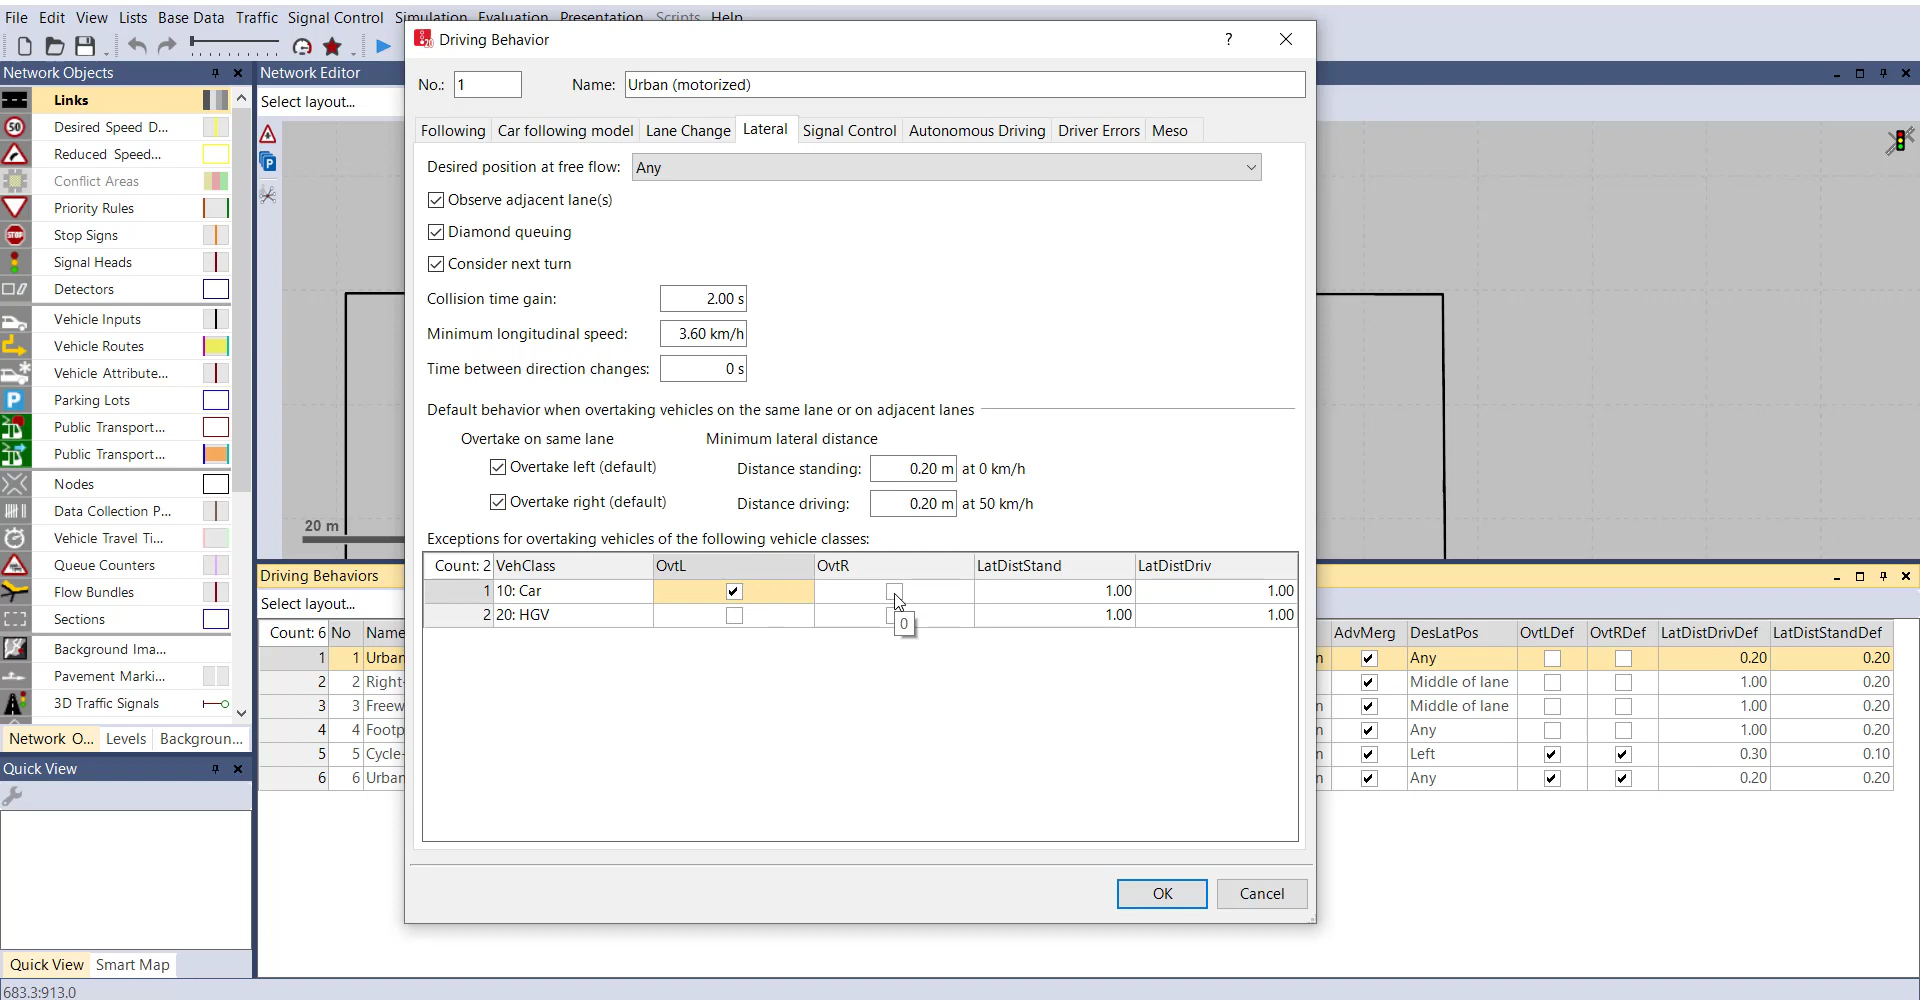 File Edit View Lists Base Data Traffic Signal Control Simulation Evaluation Presentation Scripts Help
Network Objects
Links
Desired Speed D...
Reduced Speed...
Conflict Areas
Priority Rules
Stop Signs
Signal Heads
Detectors
Vehicle Inputs
Vehicle Routes
Vehicle Attribute...
Parking Lots
Public Transport...
Public Transport...
Nodes
Data Collection P...
Vehicle Travel Ti...
Queue Counters
Flow Bundles
Sections
Background Ima...
Pavement Marki...
3D Traffic Signals
Network O... Levels Backgroun...
Quick View
Quick View Smart Map
683.3:913.0
Network Editor
Select layout...
20 m
Driving Behavior
No.: 1 Name: Urban (motorized)
Following Car following model Lane Change Lateral Signal Control Autonomous Driving Driver Errors Meso
Desired position at free flow: Any
Observe adjacent lane(s)
Diamond queuing
Consider next turn
Collision time gain: 2.00 s
Minimum longitudinal speed: 3.60 km/h
Time between direction changes: 0 s
Default behavior when overtaking vehicles on the same lane or on adjacent lanes
Overtake on same lane Minimum lateral distance
Overtake left (default) Distance standing: 0.20 m at 0 km/h
Overtake right (default) Distance driving: 0.20 m at 50 km/h
Exceptions for overtaking vehicles of the following vehicle classes:
Count: 2 VehClass OvtL OvtR LatDistStand LatDistDriv
1 10: Car 1.00 1.00
2 20: HGV 1.00 1.00
0
OK Cancel
Driving Behaviors
Select layout...
Count: 6 No Name AdvMerg DesLatPos OvtLDef OvtRDef LatDistDrivDef LatDistStandDef
1 1 Urban Any 0.20 0.20
2 2 Right- Middle of lane 1.00 0.20
3 3 Freew Middle of lane 1.00 0.20
4 4 Footp Any 1.00 0.20
5 5 Cycle- Left 0.30 0.10
6 6 Urban Any 0.20 0.20